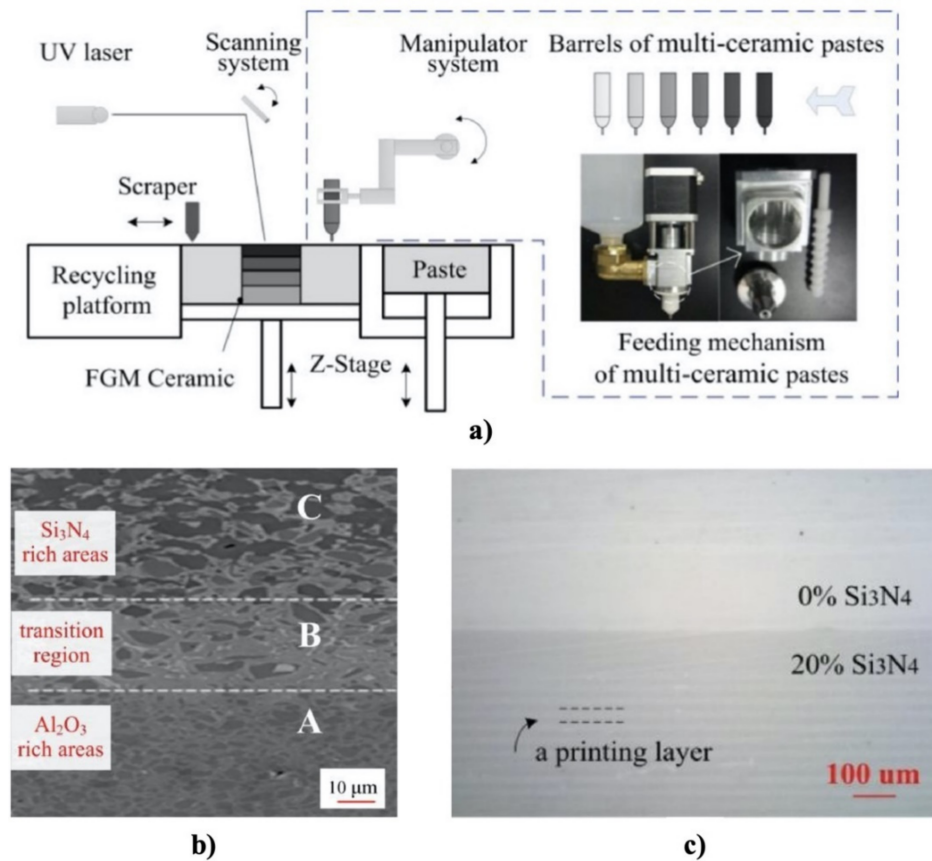 UV laser
Scanning
system
Manipulator
system
Barrels of multi-ceramic pastes
Scraper
Recycling
platform
Paste
FGM Ceramic
Z-Stage
Feeding mechanism
of multi-ceramic pastes
a)
Si₃N₄
rich areas
C
transition
region
B
Al₂O₃
rich areas
A
10 μm
b)
0% Si₃N₄
20% Si₃N₄
a printing layer
100 um
c)